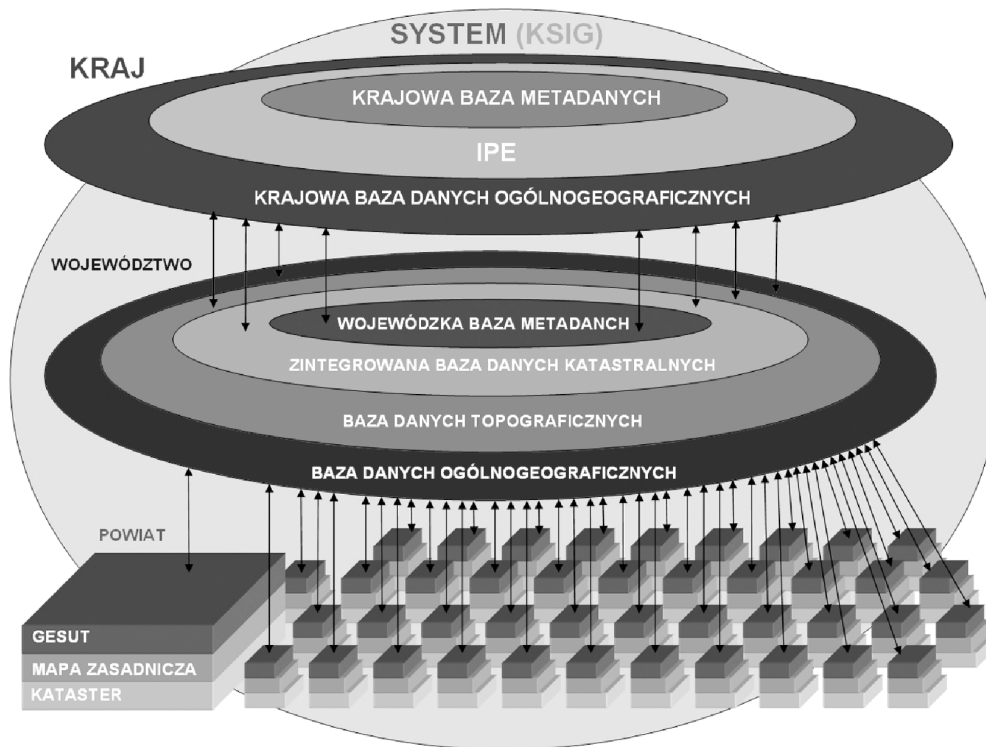 SYSTEM (KSIG)
KRAJ
KRAJOWA BAZA METADANYCH
IPE
KRAJOWA BAZA DANYCH OGÓLNOGEOGRAFICZNYCH
WOJEWÓDZTWO
WOJEWÓDZKA BAZA METADANCH
ZINTEGROWANA BAZA DANYCH KATASTRALNYCH
BAZA DANYCH TOPOGRAFICZNYCH
BAZA DANYCH OGÓLNOGEOGRAFICZNYCH
POWIAT
GESUT
MAPA ZASADNICZA
KATASTER